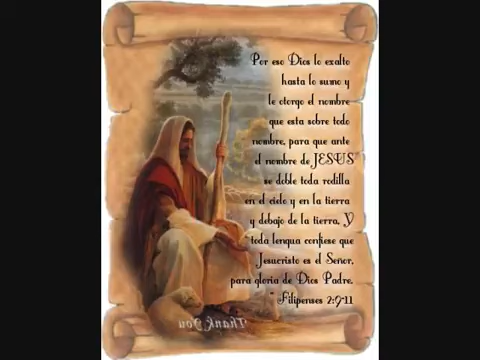 Por eso Dios lo exalto
hasta lo sumo y
le otorgo el nombre
que esta sobre todo
nombre, para que ante
el nombre de JESUS
se doble toda rodilla
en el cielo y en la tierra
y debajo de la tierra, Y
toda lengua confiese que
Jesucristo es el Señor,
para gloria de Dios Padre.
" Filipenses 2:9-11
Thank You